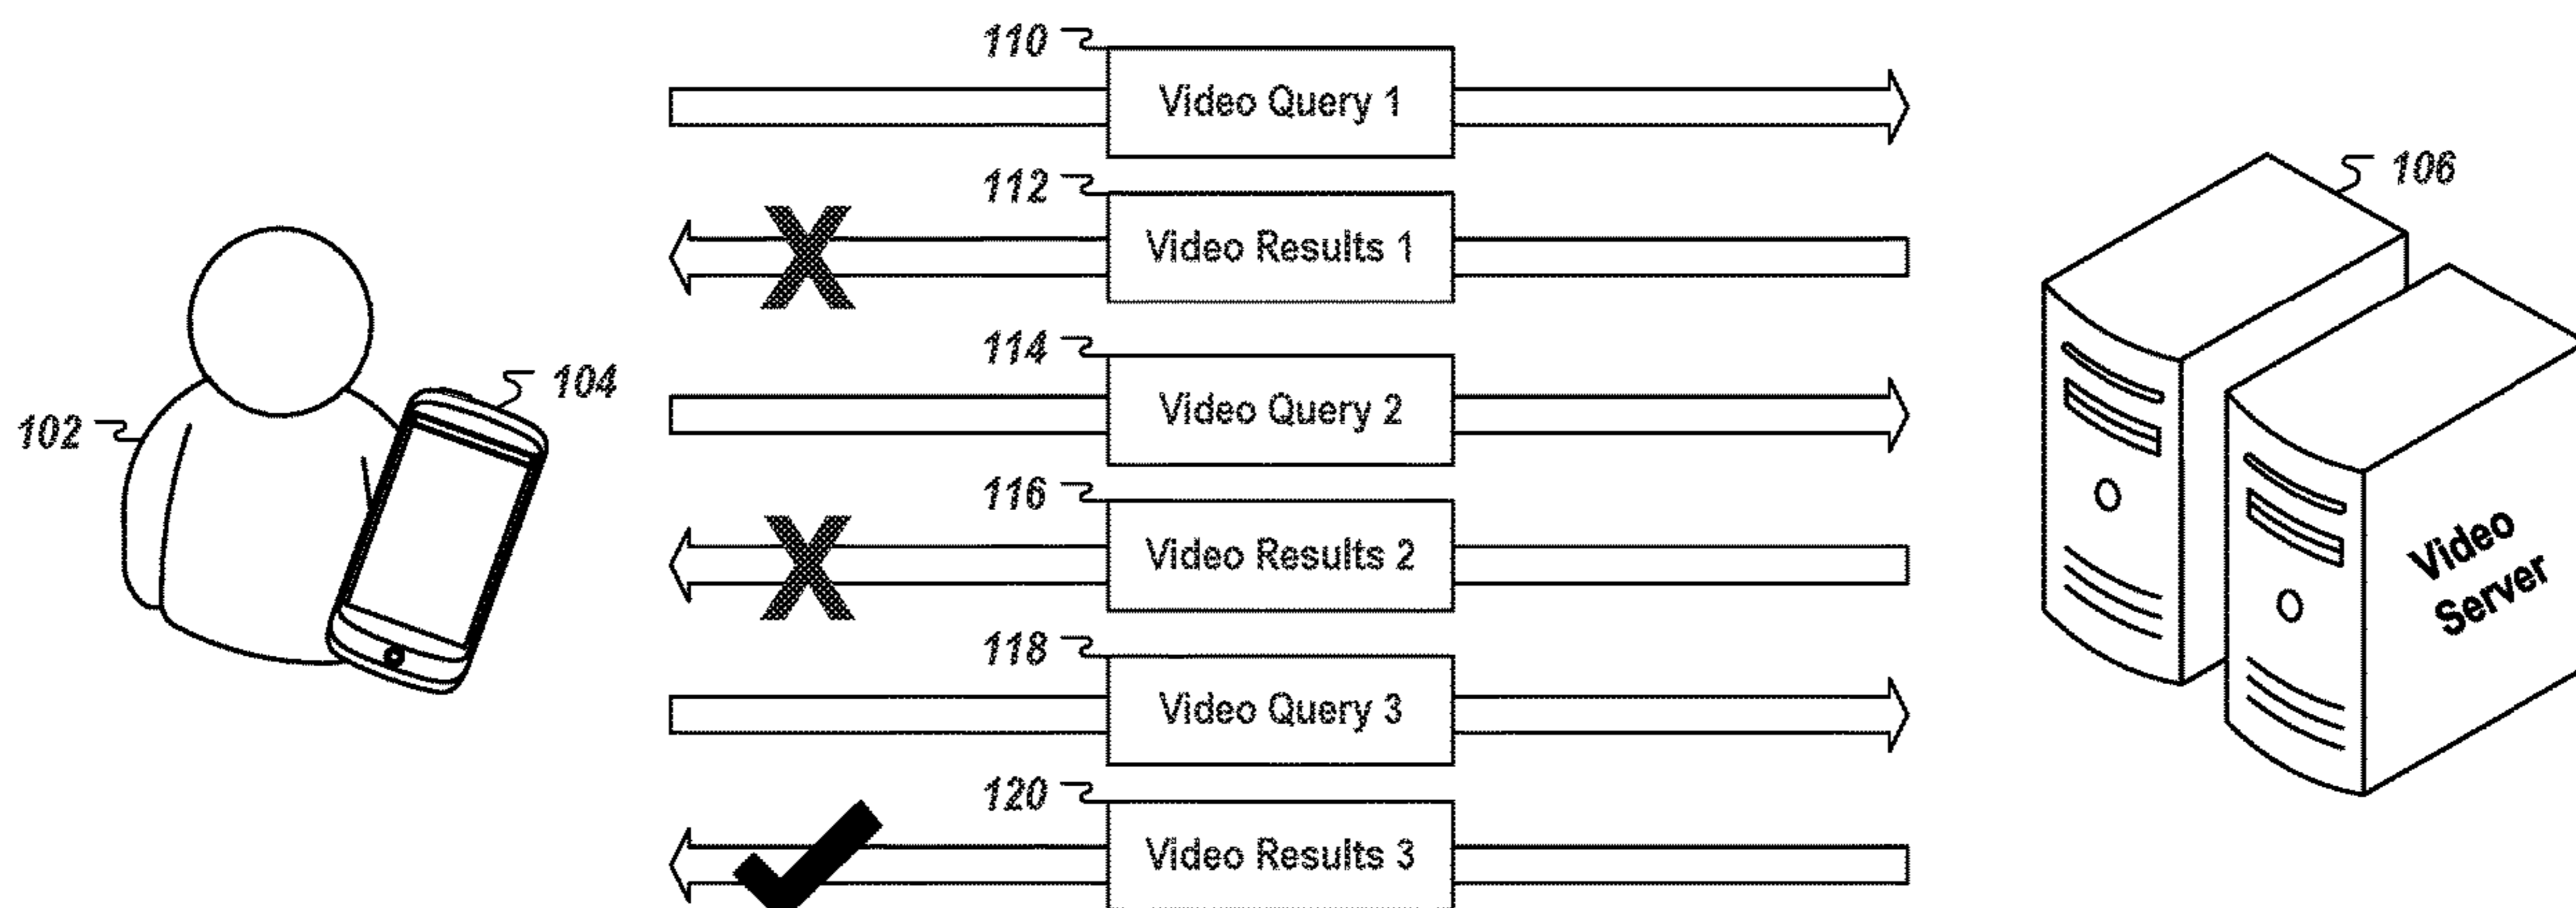 110
Video Query 1
112
Video Results 1
106
114
104
Video Query 2
102
116
Video Results 2
Video
Server
118
Video Query 3
120
Video Results 3